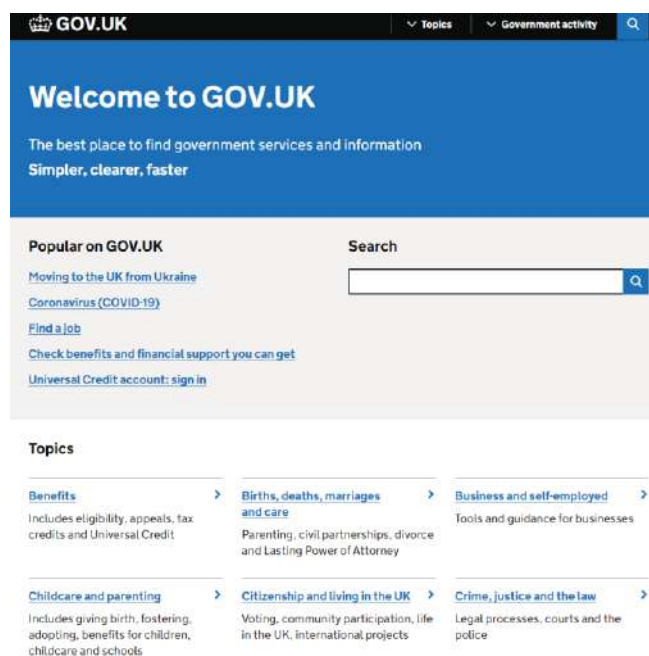 GOV.UK
Topics
Government activity
Welcome to GOV.UK
The best place to find government services and information
Simpler, clearer, faster
Popular on GOV.UK
Moving to the UK from Ukraine
Coronavirus (COVID-19)
Find a job
Check benefits and financial support you can get
Universal Credit account: sign in
Search
Topics
Benefits
Includes eligibility, appeals, tax
credits and Universal Credit
Births, deaths, marriages
and care
Parenting, civil partnerships, divorce
and Lasting Power of Attorney
Business and self-employed
Tools and guidance for businesses
Childcare and parenting
Includes giving birth, fostering,
adopting, benefits for children,
childcare and schools
Citizenship and living in the UK
Voting, community participation, life
in the UK, international projects
Crime, justice and the law
Legal processes, courts and the
police